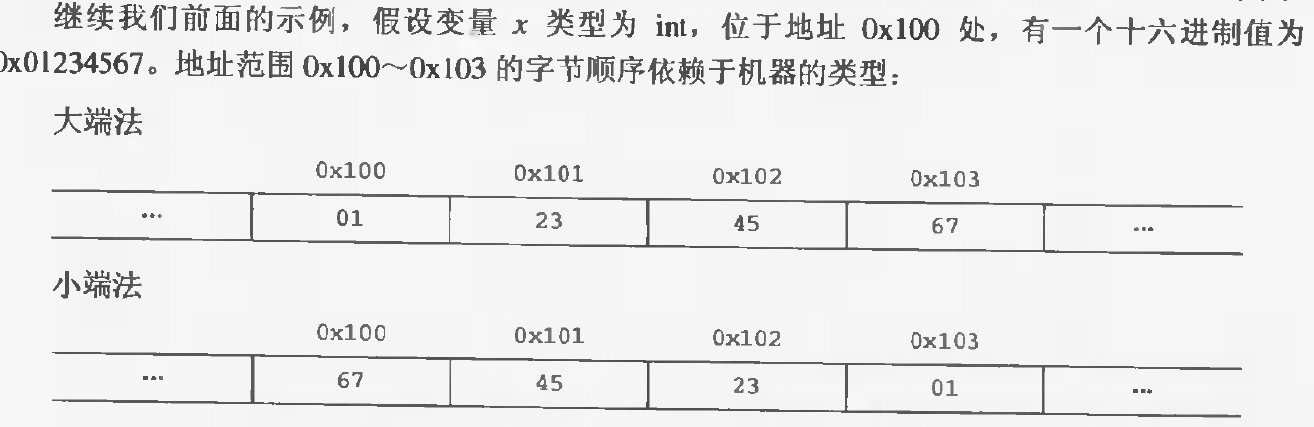 继续我们前面的示例，假设变量 x 类型为 int，位于地址 0x100 处，有一个十六进制值为
0x01234567。地址范围 0x100～0x103 的字节顺序依赖于机器的类型：
大端法
0x100 0x101 0x102 0x103
… 01 23 45 67 …
小端法
0x100 0x101 0x102 0x103
… 67 45 23 01 …